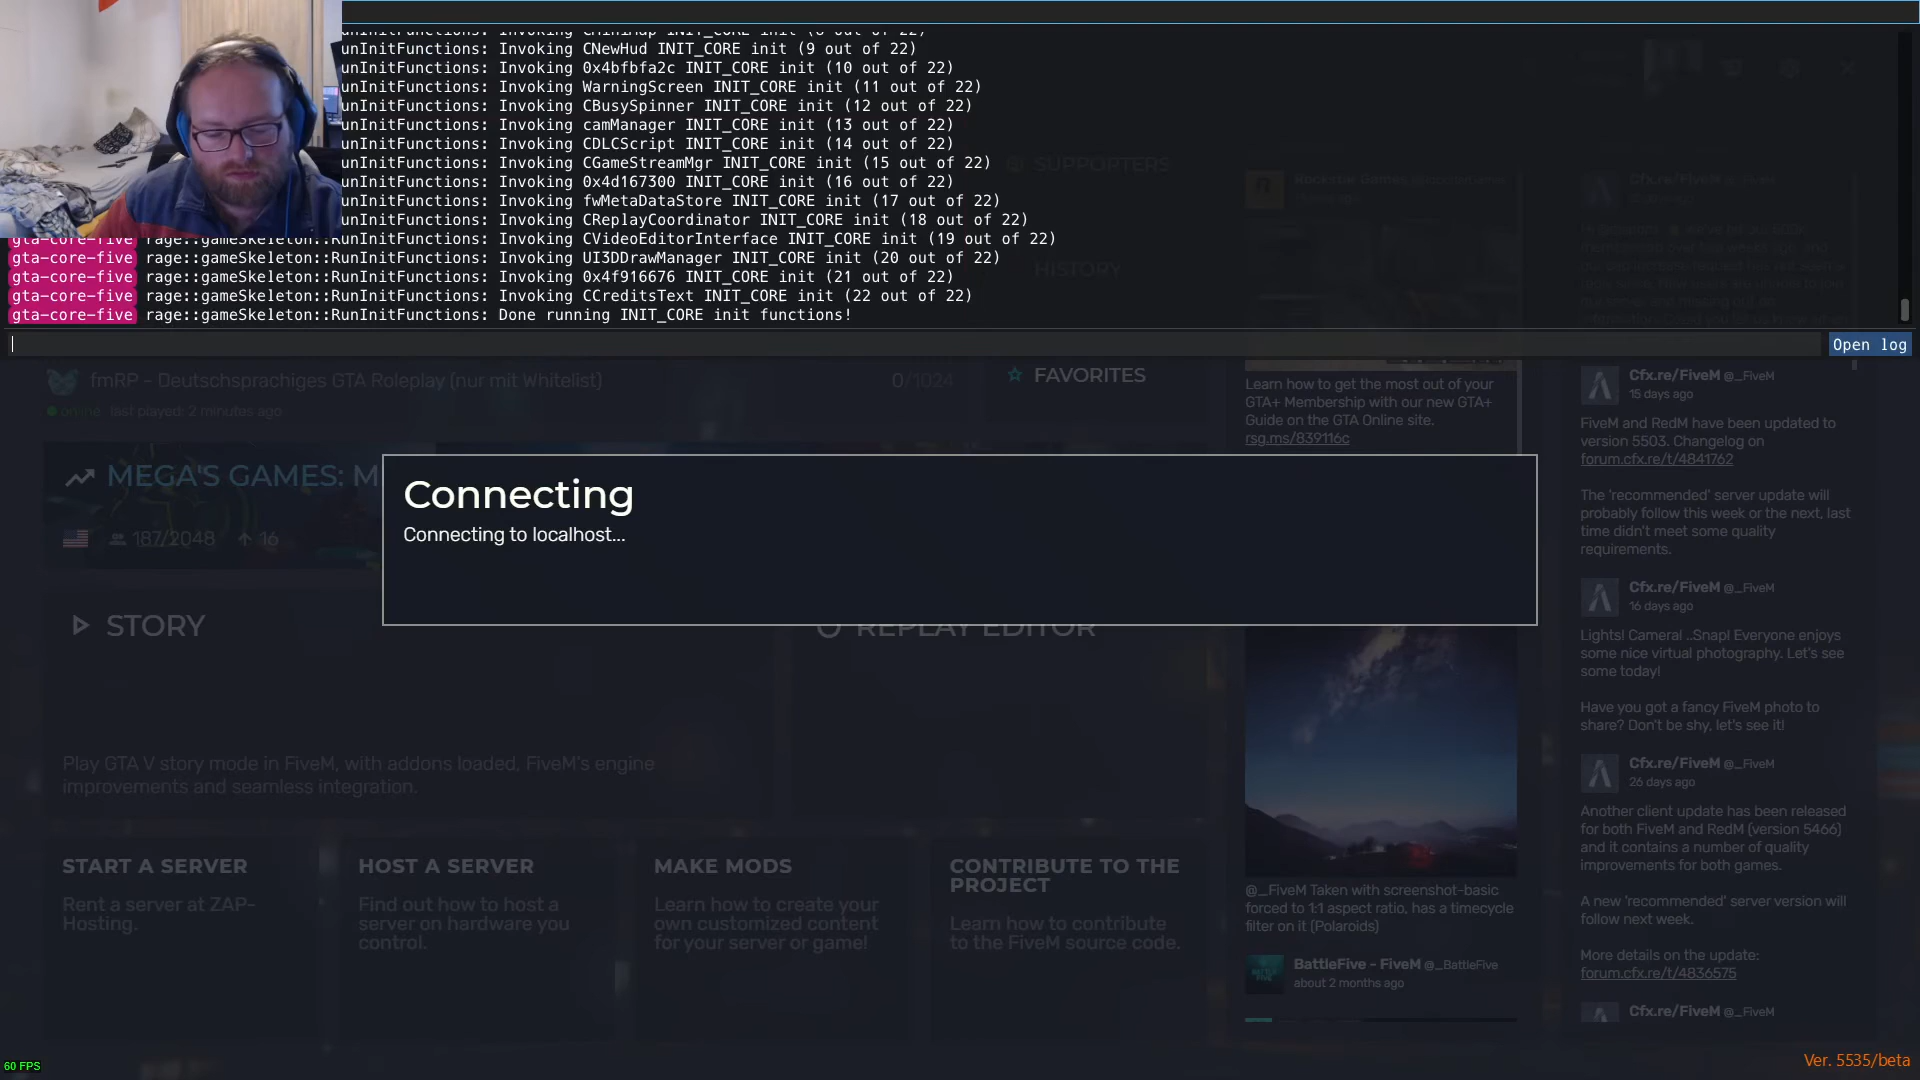 unInitFunctions: Invoking CNewHud INIT_CORE init (9 out of 22)
unInitFunctions: Invoking 0x4bfbfa2c INIT_CORE init (10 out of 22)
unInitFunctions: Invoking WarningScreen INIT_CORE init (11 out of 22)
unInitFunctions: Invoking CBusySpinner INIT_CORE init (12 out of 22)
unInitFunctions: Invoking camManager INIT_CORE init (13 out of 22)
unInitFunctions: Invoking CDLCScript INIT_CORE init (14 out of 22)
unInitFunctions: Invoking CGameStreamMgr INIT_CORE init (15 out of 22)
unInitFunctions: Invoking 0x4d167300 INIT_CORE init (16 out of 22)
unInitFunctions: Invoking fwMetaDataStore INIT_CORE init (17 out of 22)
unInitFunctions: Invoking CReplayCoordinator INIT_CORE init (18 out of 22)
gta-core-five rage::gameSkeleton::RunInitFunctions: Invoking CVideoEditorInterface INIT_CORE init (19 out of 22)
gta-core-five rage::gameSkeleton::RunInitFunctions: Invoking UI3DDrawManager INIT_CORE init (20 out of 22)
gta-core-five rage::gameSkeleton::RunInitFunctions: Invoking 0x4f916676 INIT_CORE init (21 out of 22)
gta-core-five rage::gameSkeleton::RunInitFunctions: Invoking CCreditsText INIT_CORE init (22 out of 22)
gta-core-five rage::gameSkeleton::RunInitFunctions: Done running INIT_CORE init functions!
Open log
SUPPORTERS
HISTORY
FAVORITES
fmRP - Deutschsprachiges GTA Roleplay (nur mit Whitelist)
0/1024
online last played: 2 minutes ago
MEGA'S GAMES: M
187/2048 16
Connecting
Connecting to localhost...
STORY
REPLAY EDITOR
Play GTA V story mode in FiveM, with addons loaded, FiveM's engine
improvements and seamless integration.
START A SERVER
Rent a server at ZAP-
Hosting.
HOST A SERVER
Find out how to host a
server on hardware you
control.
MAKE MODS
Learn how to create your
own customized content
for your server or game!
CONTRIBUTE TO THE
PROJECT
Learn how to contribute
to the FiveM source code.
Learn how to get the most out of your
GTA+ Membership with our new GTA+
Guide on the GTA Online site.
rsg.ms/839116c
@_FiveM Taken with screenshot-basic
forced to 1:1 aspect ratio, has a timecycle
filter on it (Polaroids)
BattleFive - FiveM @_BattleFive
about 2 months ago
Cfx.re/FiveM @_FiveM
Cfx.re/FiveM @_FiveM
15 days ago
FiveM and RedM have been updated to
version 5503. Changelog on
forum.cfx.re/t/4841762
The 'recommended' server update will
probably follow this week or the next, last
time didn't meet some quality
requirements.
Cfx.re/FiveM @_FiveM
16 days ago
Lights! Camera! ..Snap! Everyone enjoys
some nice virtual photography. Let's see
some today!
Have you got a fancy FiveM photo to
share? Don't be shy, let's see it!
Cfx.re/FiveM @_FiveM
26 days ago
Another client update has been released
for both FiveM and RedM (version 5466)
and it contains a number of quality
improvements for both games.
A new 'recommended' server version will
follow next week.
More details on the update:
forum.cfx.re/t/4836575
Cfx.re/FiveM @_FiveM
60 FPS
Ver. 5535/beta